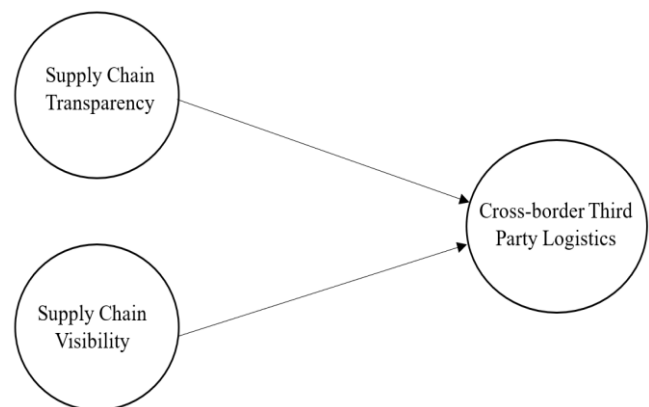 Supply Chain
Transparency
Cross-border Third
Party Logistics
Supply Chain
Visibility